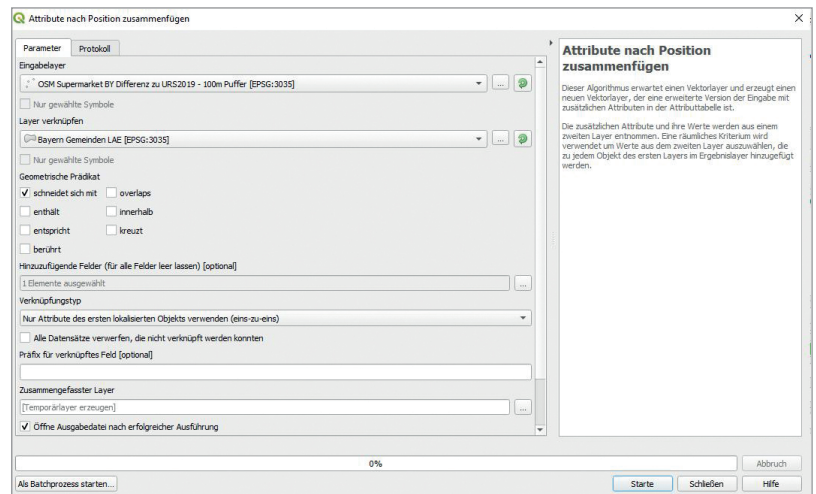 Attribute nach Position zusammenfügen
Parameter
Protokoll
Eingabelayer
OSM Supermarket BY Differenz zu URS2019 - 100m Puffer [EPSG:3035]
...
Nur gewählte Symbole
Layer verknüpfen
Bayern Gemeinden LAE [EPSG:3035]
...
Nur gewählte Symbole
Geometrische Prädikat
schneidet sich mit
overlaps
enthält
innerhalb
entspricht
kreuzt
berührt
Hinzuzufügende Felder (für alle Felder leer lassen) [optional]
1 Elemente ausgewählt
...
Verknüpfungstyp
Nur Attribute des ersten lokalisierten Objekts verwenden (eins-zu-eins)
Alle Datensätze verwerfen, die nicht verknüpft werden konnten
Präfix für verknüpftes Feld [optional]
Zusammengefasster Layer
[Temporärlayer erzeugen]
...
Öffne Ausgabedatei nach erfolgreicher Ausführung
Attribute nach Position
zusammenfügen
Dieser Algorithmus erwartet einen Vektorlayer und erzeugt einen
neuen Vektorlayer, der eine erweiterte Version der Eingabe mit
zusätzlichen Attributen in der Attributtabelle ist.
Die zusätzlichen Attribute und ihre Werte werden aus einem
zweiten Layer entnommen. Eine räumliches Kriterium wird
verwendet um Werte aus dem zweiten Layer auszuwählen, die
zu jedem Objekt des ersten Layers im Ergebnislayer hinzugefügt
werden.
0%
Abbruch
Als Batchprozess starten...
Starte
Schließen
Hilfe